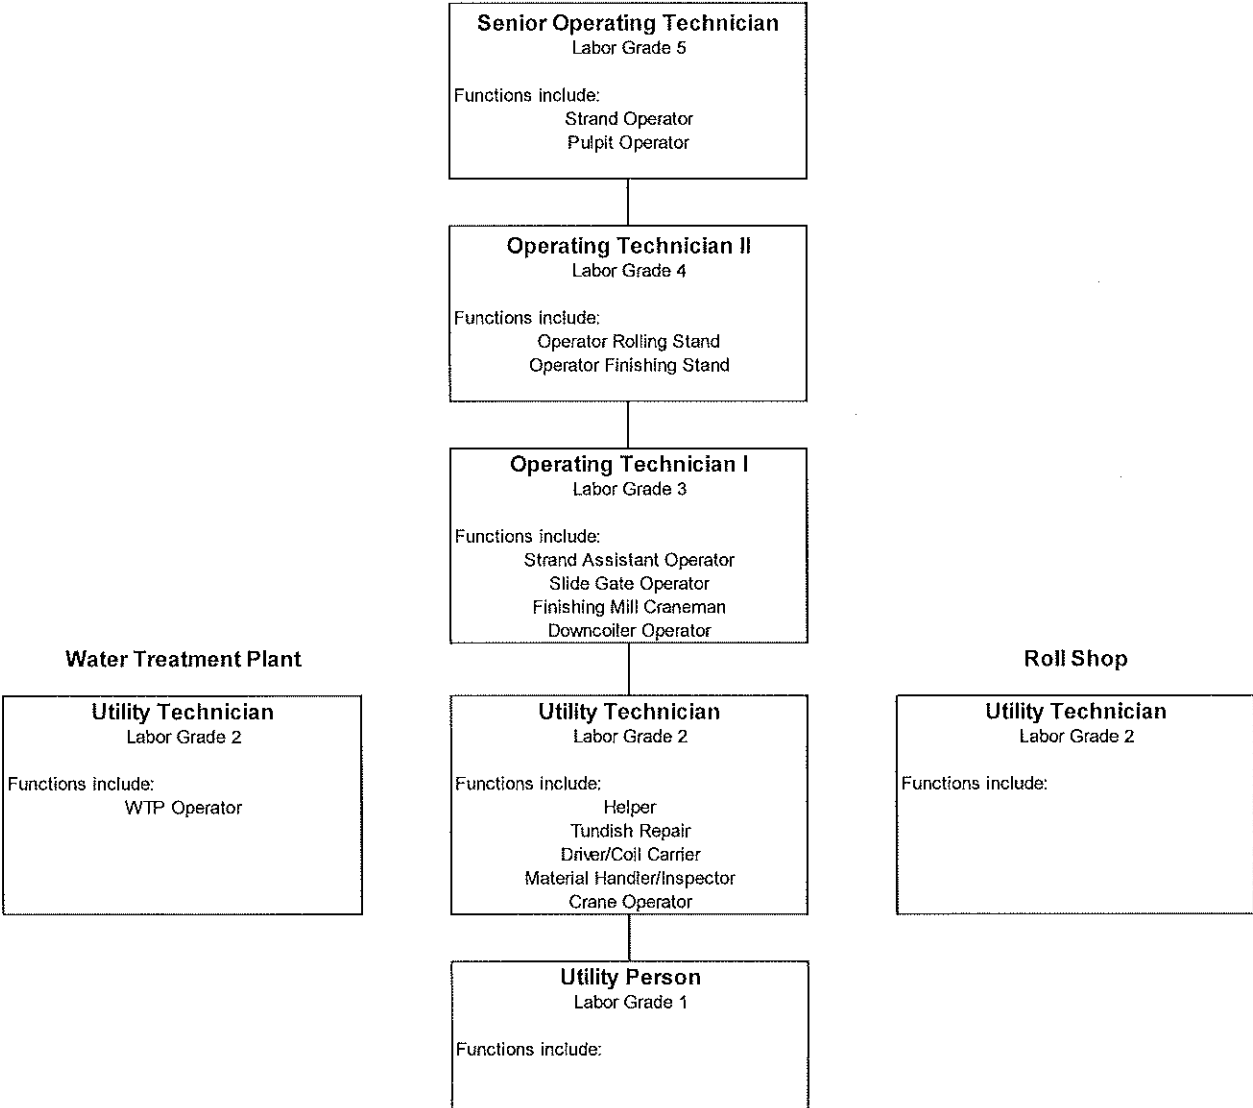 Senior Operating Technician
Labor Grade 5
Functions include:
Strand Operator
Pulpit Operator
Operating Technician II
Labor Grade 4
Functions include:
Operator Rolling Stand
Operator Finishing Stand
Operating Technician I
Labor Grade 3
Functions include:
Strand Assistant Operator
Slide Gate Operator
Finishing Mill Craneman
Downcoiler Operator
Water Treatment Plant
Utility Technician
Labor Grade 2
Functions include:
WTP Operator
Utility Technician
Labor Grade 2
Functions include:
Helper
Tundish Repair
Driver/Coil Carrier
Material Handler/Inspector
Crane Operator
Roll Shop
Utility Technician
Labor Grade 2
Functions include:
Utility Person
Labor Grade 1
Functions include: